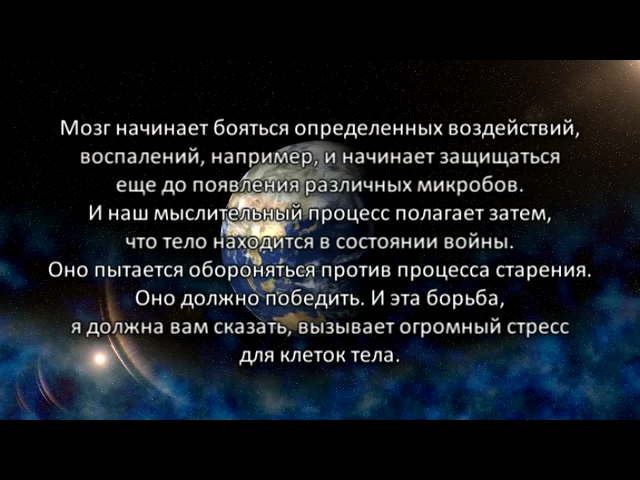 Мозг начинает бояться определенных воздействий,
воспалений, например, и начинает защищаться
еще до появления различных микробов.
И наш мыслительный процесс полагает затем,
что тело находится в состоянии войны.
Оно пытается обороняться против процесса старения.
Оно должно победить. И эта борьба,
я должна вам сказать, вызывает огромный стресс
для клеток тела.